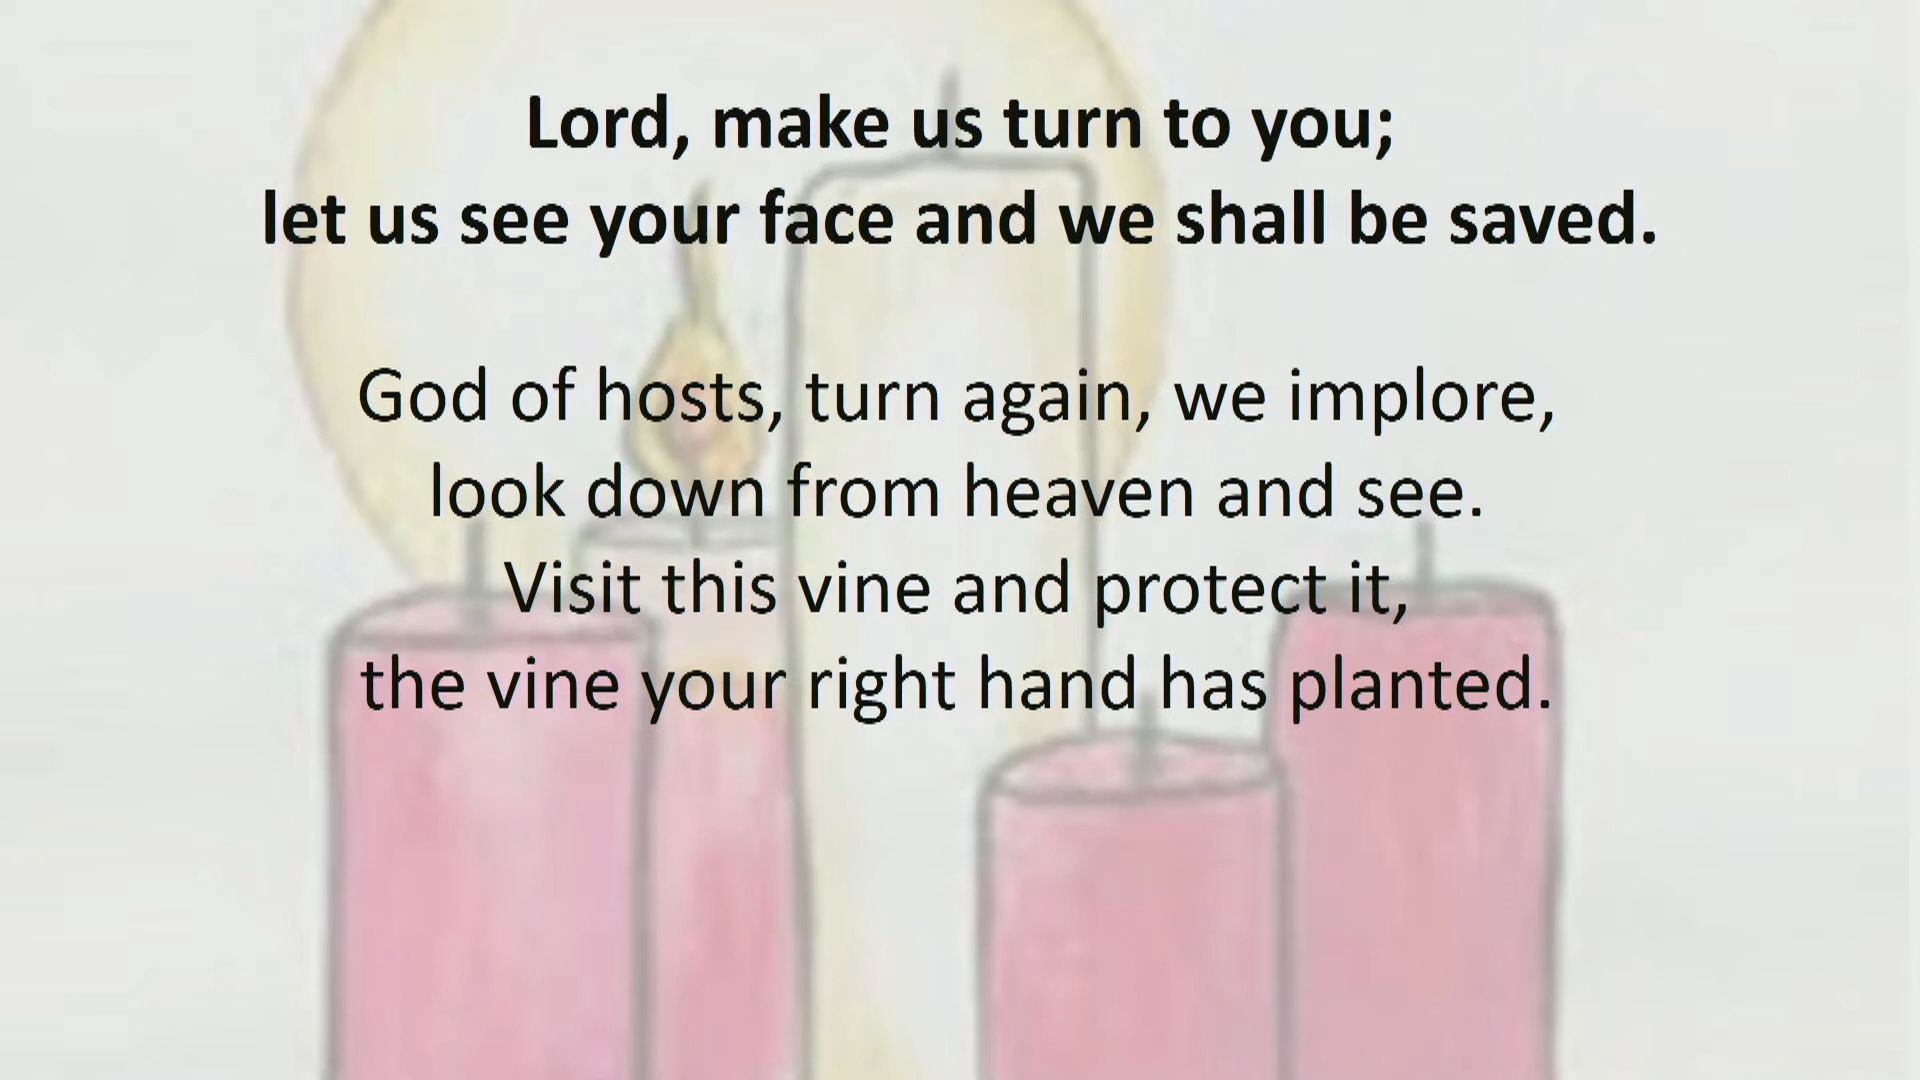 Lord, make us turn to you;
let us see your face and we shall be saved.
God of hosts, turn again, we implore,
look down from heaven and see.
Visit this vine and protect it,
the vine your right hand has planted.